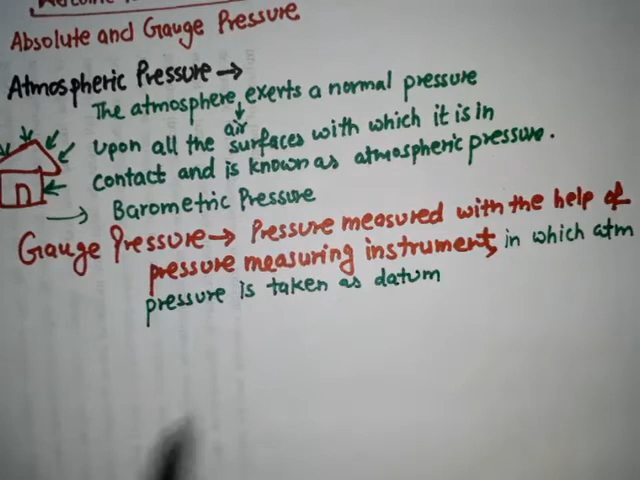 Absolute and Gauge Pressure
Atmospheric Pressure →
The atmosphere exerts a normal pressure
air
upon all the surfaces with which it is in
contact and is known as atmospheric pressure.
→ Barometric Pressure
Gauge Pressure → Pressure measured with the help of
pressure measuring instrument, in which atm
pressure is taken as datum